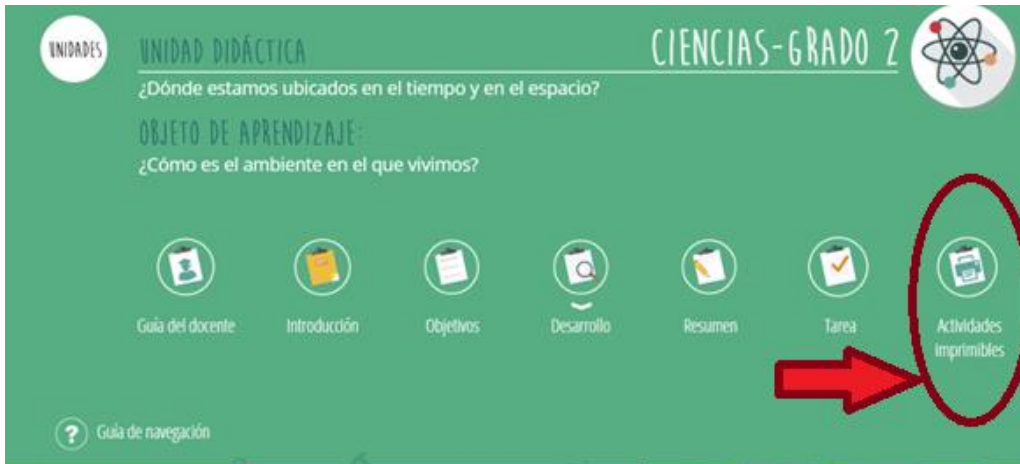 UNIDADES
UNIDAD DIDÁCTICA
CIENCIAS-GRADO 2
¿Dónde estamos ubicados en el tiempo y en el espacio?
OBJETO DE APRENDIZAJE:
¿Cómo es el ambiente en el que vivimos?
Guía del docente
Introducción
Objetivos
Desarrollo
Resumen
Tarea
Actividades
imprimibles
? Guía de navegación